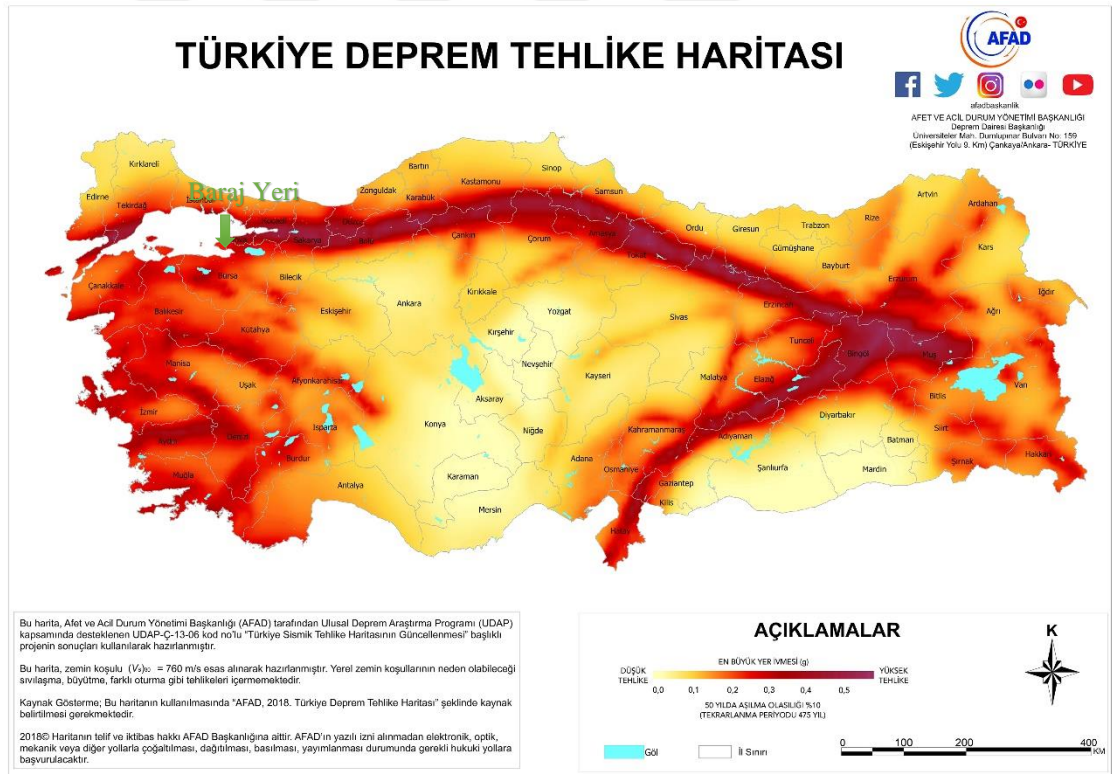 TÜRKİYE DEPREM TEHLİKE HARİTASI
AFAD
afadbaskanlik
AFET VE ACİL DURUM YÖNETİMİ BAŞKANLIĞI
Deprem Dairesi Başkanlığı
Üniversiteler Mah. Dumlupınar Bulvarı No: 159
(Eskişehir Yolu 9. Km) Çankaya/Ankara- TÜRKİYE
Baraj Yeri
Kırklareli
Edirne
Tekirdağ
Bartın
Zonguldak
Karabük
Kastamonu
Sinop
Samsun
Ordu
Giresun
Trabzon
Rize
Artvin
Ardahan
Kars
Gümüşhane
Bayburt
Erzurum
Iğdır
Ağrı
Sakarya
Bolu
Çankırı
Çorum
Tokat
Çanakkale
Bursa
Bilecik
Balıkesir
Kütahya
Eskişehir
Ankara
Kırıkkale
Kırşehir
Yozgat
Sivas
Erzincan
Tunceli
Bingöl
Muş
Bitlis
Van
Manisa
Uşak
Afyonkarahisar
İzmir
Aydın
Denizli
Isparta
Burdur
Muğla
Antalya
Konya
Aksaray
Nevşehir
Niğde
Kayseri
Karaman
Mersin
Adana
Kahramanmaraş
Osmaniye
Gaziantep
Kilis
Hatay
Malatya
Elazığ
Adıyaman
Şanlıurfa
Diyarbakır
Mardin
Batman
Siirt
Şırnak
Hakkari
Bu harita, Afet ve Acil Durum Yönetimi Başkanlığı (AFAD) tarafından Ulusal Deprem Araştırma Programı (UDAP)
kapsamında desteklenen UDAP-Ç-13-06 kod no'lu "Türkiye Sismik Tehlike Haritasının Güncellenmesi" başlıklı
projenin sonuçları kullanılarak hazırlanmıştır.
Bu harita, zemin koşulu (Vs)30 = 760 m/s esas alınarak hazırlanmıştır. Yerel zemin koşullarının neden olabileceği
sıvılaşma, büyütme, farklı oturma gibi tehlikeleri içermemektedir.
Kaynak Gösterme; Bu haritanın kullanılmasında "AFAD, 2018. Türkiye Deprem Tehlike Haritası" şeklinde kaynak
belirtilmesi gerekmektedir.
2018© Haritanın telif ve iktibas hakkı AFAD Başkanlığına aittir. AFAD'ın yazılı izni alınmadan elektronik, optik,
mekanik veya diğer yollarla çoğaltılması, dağıtılması, basılması, yayımlanması durumunda gerekli hukuki yollara
başvurulacaktır.
AÇIKLAMALAR
EN BÜYÜK YER İVMESİ (g)
DÜŞÜK
TEHLİKE
YÜKSEK
TEHLİKE
0,0 0,1 0,2 0,3 0,4 0,5
50 YILDA AŞILMA OLASILIĞI %10
(TEKRARLANMA PERİYODU 475 YIL)
Göl
İl Sınırı
K
0 100 200 400
KM